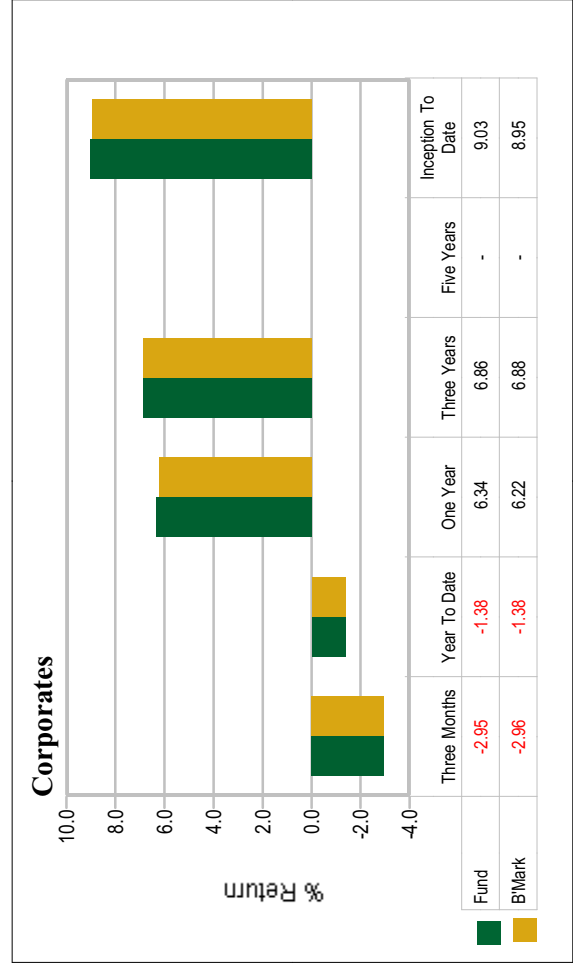 Corporates
10.0
8.0
6.0
4.0
2.0
0.0
-2.0
-4.0
% Return
Three Months Year To Date One Year Three Years Five Years Inception To Date
Fund -2.95 -1.38 6.34 6.86 - 9.03
B'Mark -2.96 -1.38 6.22 6.88 - 8.95